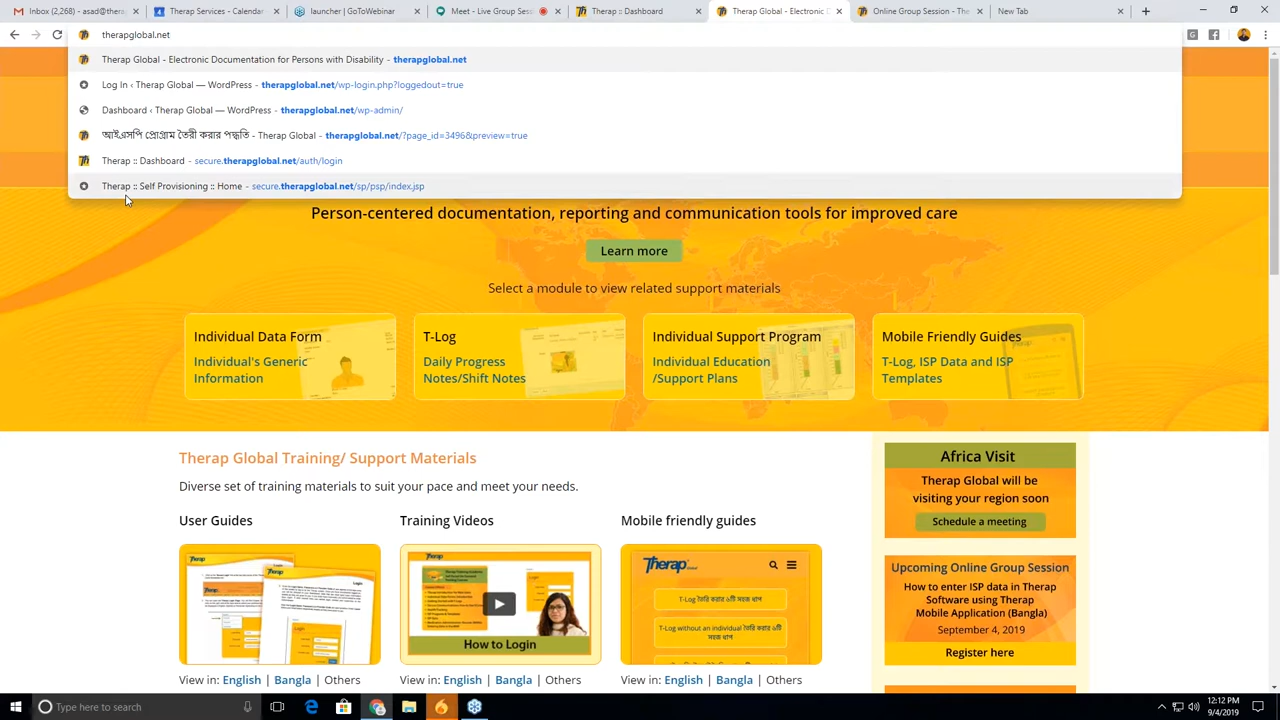 Inbox (2,268) - asad@therap
Therap Services - Calendar
launcher | GoToWebinar
Meet - Live Group Sess
Therap :: Dashboard
Therap Global - Electronic D
Online Group Session - The
New Tab
therapglobal.net
Therap Global - Electronic Documentation for Persons with Disability - therapglobal.net
Log In ‹ Therap Global — WordPress - therapglobal.net/wp-login.php?loggedout=true
Dashboard ‹ Therap Global — WordPress - therapglobal.net/wp-admin/
আইএসপি প্রোগ্রাম তৈরী করার পদ্ধতি - Therap Global - therapglobal.net/?page_id=3496&preview=true
Therap :: Dashboard - secure.therapglobal.net/auth/login
Therap :: Self Provisioning :: Home - secure.therapglobal.net/sp/psp/index.jsp
Person-centered documentation, reporting and communication tools for improved care
Learn more
Select a module to view related support materials
Individual Data Form
Individual's Generic
Information
T-Log
Daily Progress
Notes/Shift Notes
Individual Support Program
Individual Education
/Support Plans
Mobile Friendly Guides
T-Log, ISP Data and ISP
Templates
Therap Global Training/ Support Materials
Diverse set of training materials to suit your pace and meet your needs.
User Guides
Training Videos
Mobile friendly guides
Therap
Therap
How to Login
Therap Global
T-Log তৈরি করার ৬টি সহজ ধাপ
T-Log without an individual তৈরি করার ৬টি
সহজ ধাপ
View in: English | Bangla | Others
View in: English | Bangla | Others
View in: English | Bangla | Others
Africa Visit
Therap Global will be
visiting your region soon
Schedule a meeting
Upcoming Online Group Session
How to enter ISP data in Therap
Software using Therap
Mobile Application (Bangla)
September 4, 2019
Register here
Type here to search
12:12 PM
9/4/2019